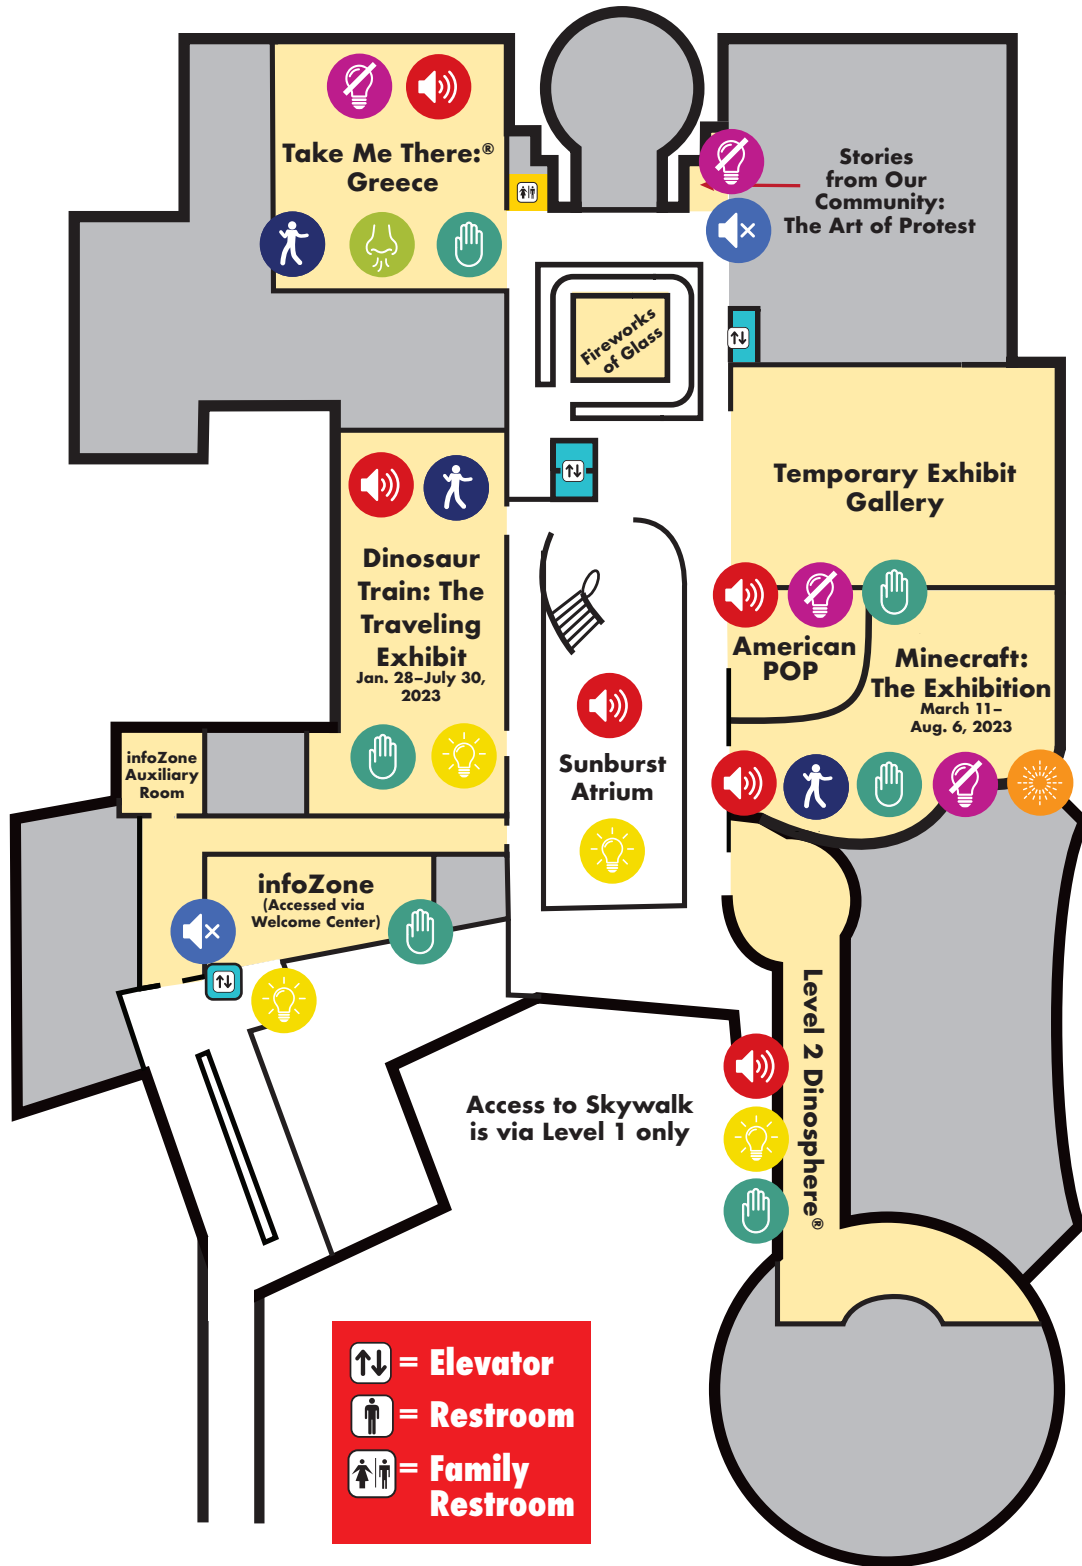 Take Me There:®
Greece
Stories
from Our
Community:
The Art of Protest
Fireworks
of Glass
Temporary Exhibit
Gallery
Dinosaur
Train: The
Traveling
Exhibit
Jan. 28–July 30,
2023
American
POP
Minecraft:
The Exhibition
March 11–
Aug. 6, 2023
infoZone
Auxiliary
Room
Sunburst
Atrium
infoZone
(Accessed via
Welcome Center)
Level 2 Dinosphere®
Access to Skywalk
is via Level 1 only
= Elevator
= Restroom
= Family
Restroom